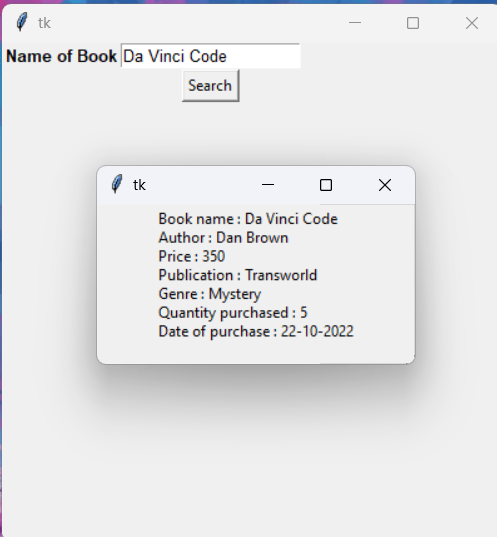 tk
Name of Book Da Vinci Code
Search
tk
Book name : Da Vinci Code
Author : Dan Brown
Price : 350
Publication : Transworld
Genre : Mystery
Quantity purchased : 5
Date of purchase : 22-10-2022